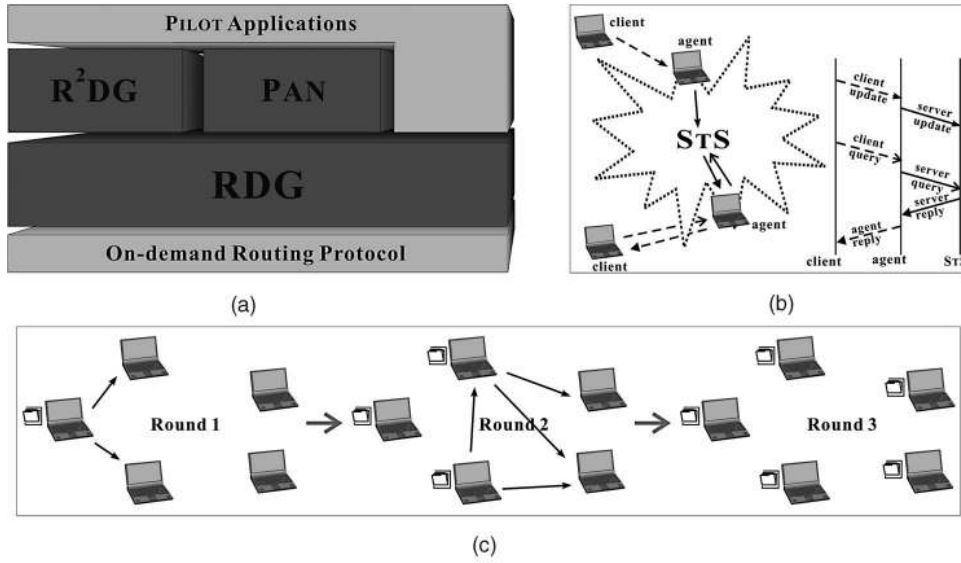 PILOT Applications
R²DG
PAN
RDG
On-demand Routing Protocol
(a)
client
agent
STS
agent
client
client
update
server
update
client
query
server
query
server
reply
agent
reply
client
agent
(b)
Round 1
Round 2
Round 3
(c)